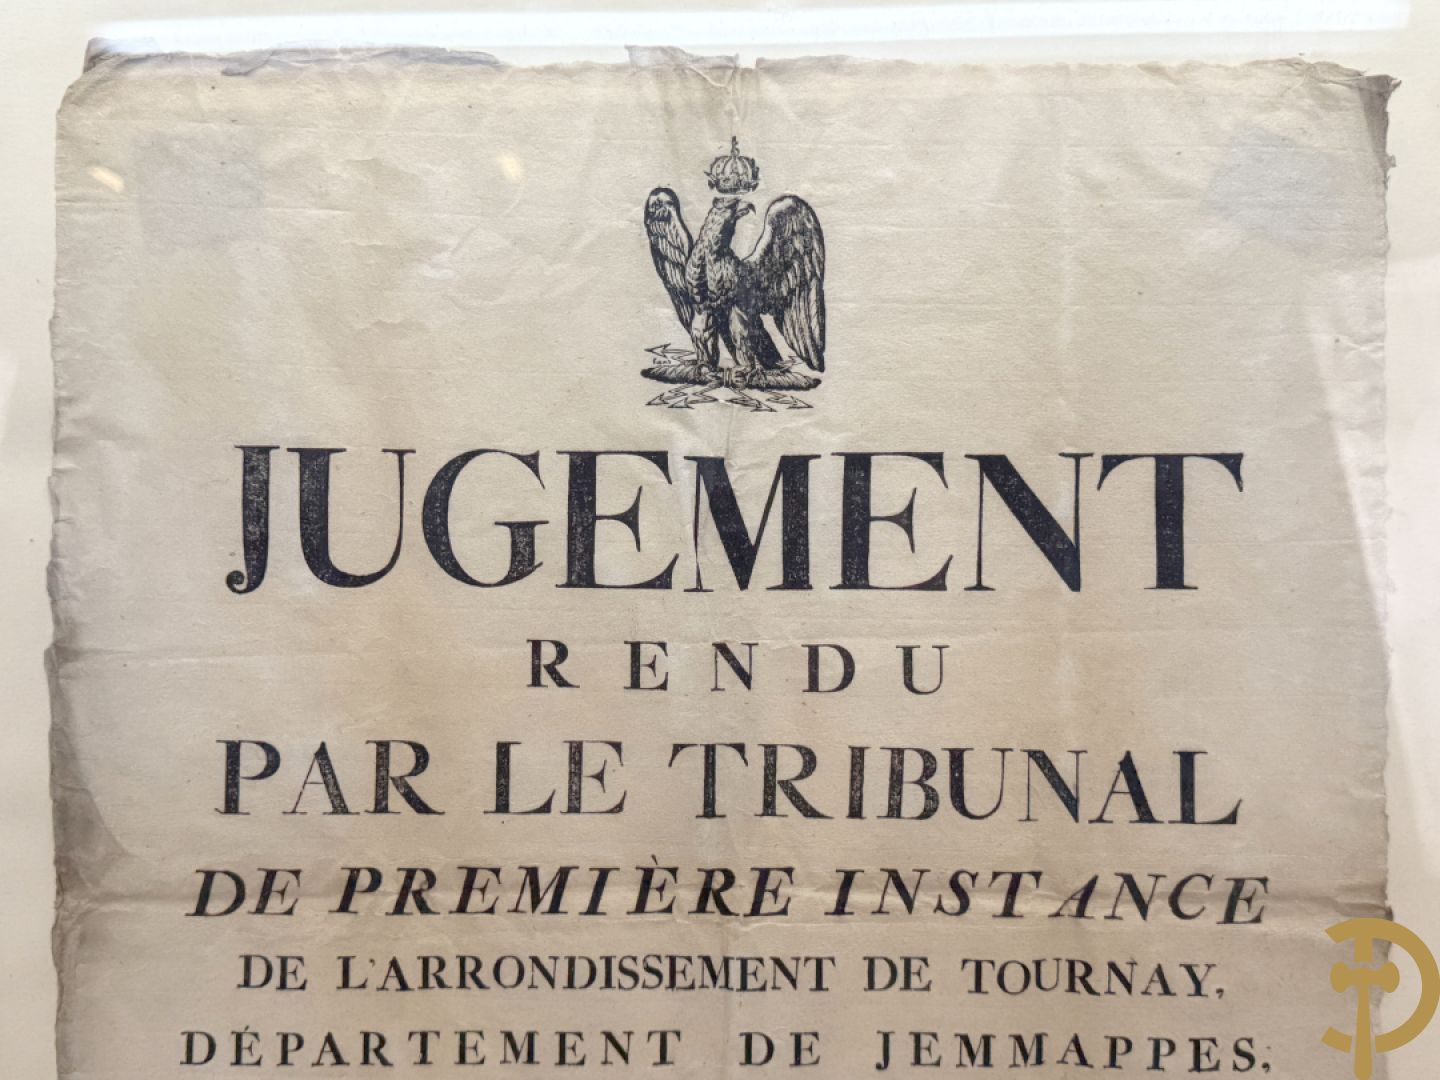 JUGEMENT
RENDU
PAR LE TRIBUNAL
DE PREMIÈRE INSTANCE
DE L'ARRONDISSEMENT DE TOURNAY,
DÉPARTEMENT DE JEMMAPPES,